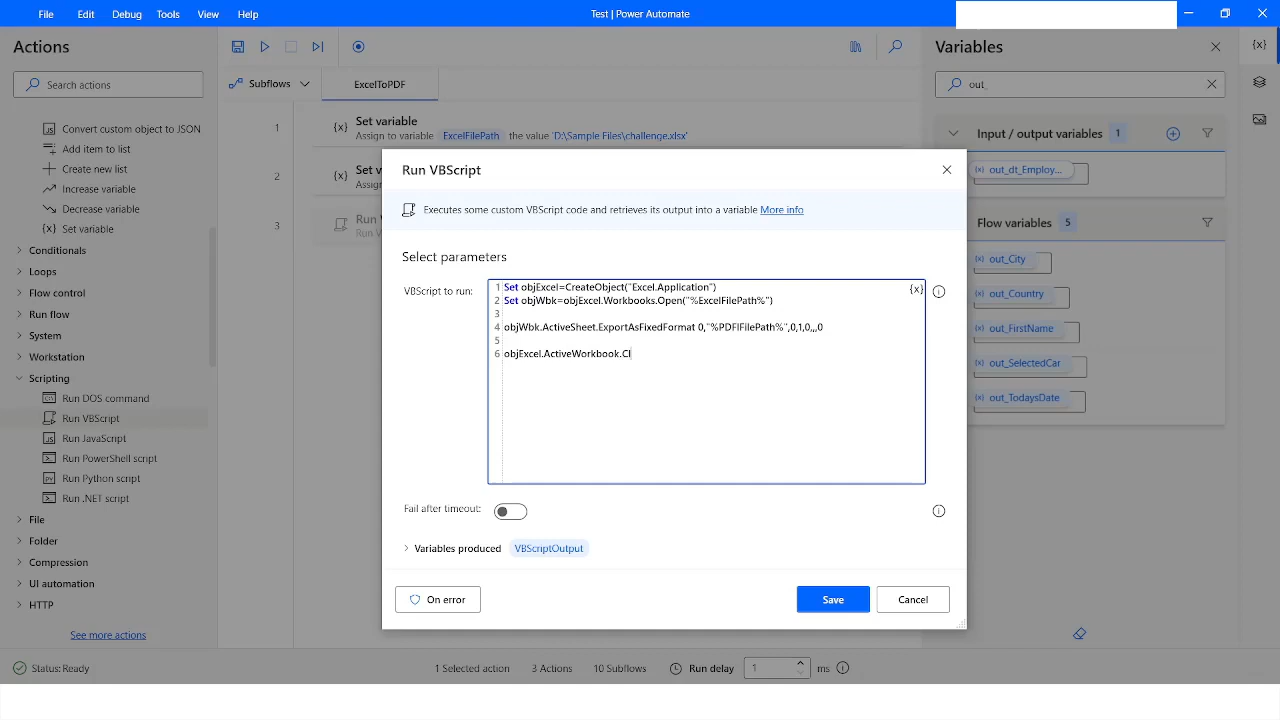 File Edit Debug Tools View Help
Test | Power Automate
Actions
Search actions
Convert custom object to JSON
Add item to list
Create new list
Increase variable
Decrease variable
{x} Set variable
Conditionals
Loops
Flow control
Run flow
System
Workstation
Scripting
Run DOS command
Run VBScript
Run JavaScript
Run PowerShell script
Run Python script
Run .NET script
File
Folder
Compression
UI automation
HTTP
See more actions
Subflows
ExcelToPDF
1
{x} Set variable
Assign to variable ExcelFilePath the value 'D:\Sample Files\challenge.xlsx'
2
{x} Set v
Assig
3
Run V
Run V
Run VBScript
Executes some custom VBScript code and retrieves its output into a variable More info
Select parameters
VBScript to run:
{x}
1 Set objExcel=CreateObject("Excel.Application")
2 Set objWbk=objExcel.Workbooks.Open("%ExcelFilePath%")
3
4 objWbk.ActiveSheet.ExportAsFixedFormat 0,"%PDFlFilePath%",0,1,0,,,0
5
6 objExcel.ActiveWorkbook.Cl
Fail after timeout:
Variables produced VBScriptOutput
On error
Save
Cancel
Variables
{x}
out_
Input / output variables 1
{x} out_dt_Employ...
Flow variables 5
{x} out_City
{x} out_Country
{x} out_FirstName
{x} out_SelectedCar
{x} out_TodaysDate
Status: Ready
1 Selected action
3 Actions
10 Subflows
Run delay 1 ms